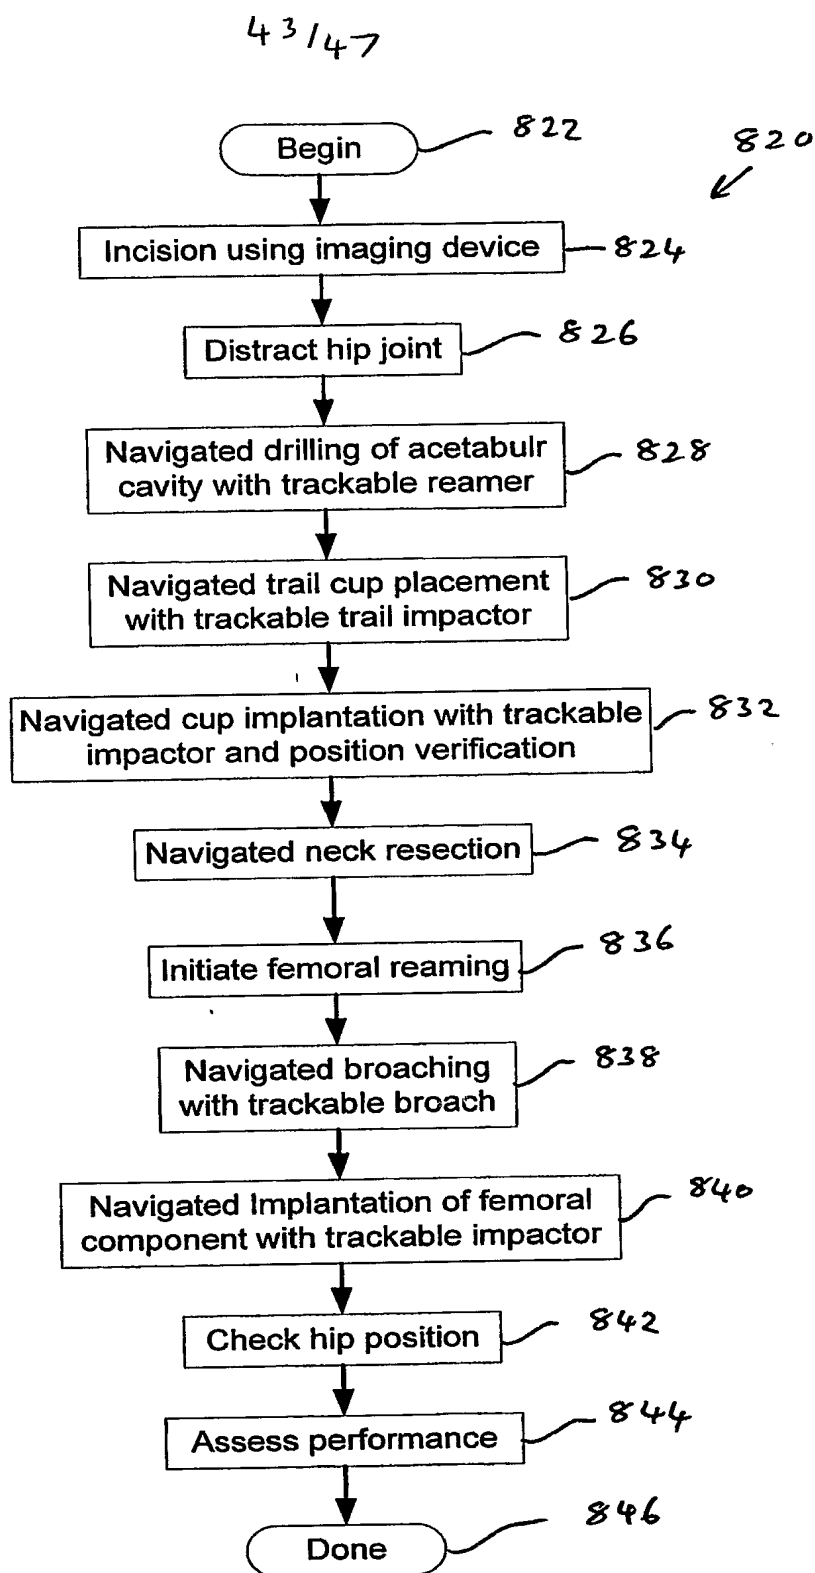 43/47
Begin 822
820
Incision using imaging device 824
Distract hip joint 826
Navigated drilling of acetabulr
cavity with trackable reamer 828
Navigated trail cup placement
with trackable trail impactor 830
Navigated cup implantation with trackable
impactor and position verification 832
Navigated neck resection 834
Initiate femoral reaming 836
Navigated broaching
with trackable broach 838
Navigated Implantation of femoral
component with trackable impactor 840
Check hip position 842
Assess performance 844
Done 846